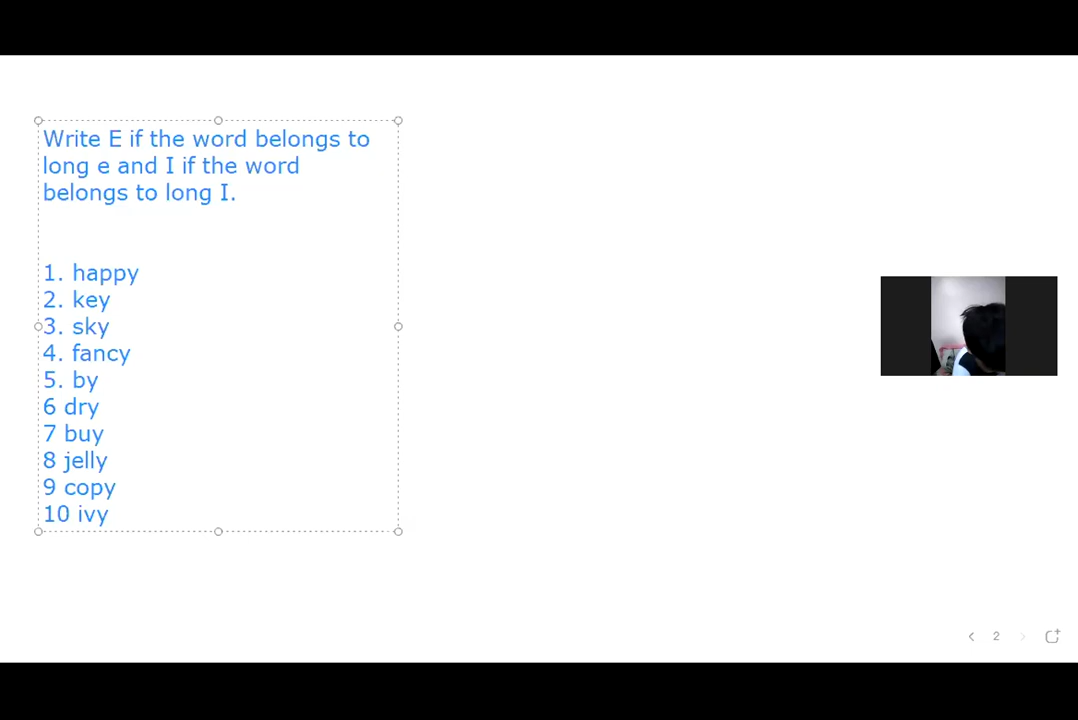 Write E if the word belongs to
long e and I if the word
belongs to long I.
1. happy
2. key
3. sky
4. fancy
5. by
6 dry
7 buy
8 jelly
9 copy
10 ivy
2